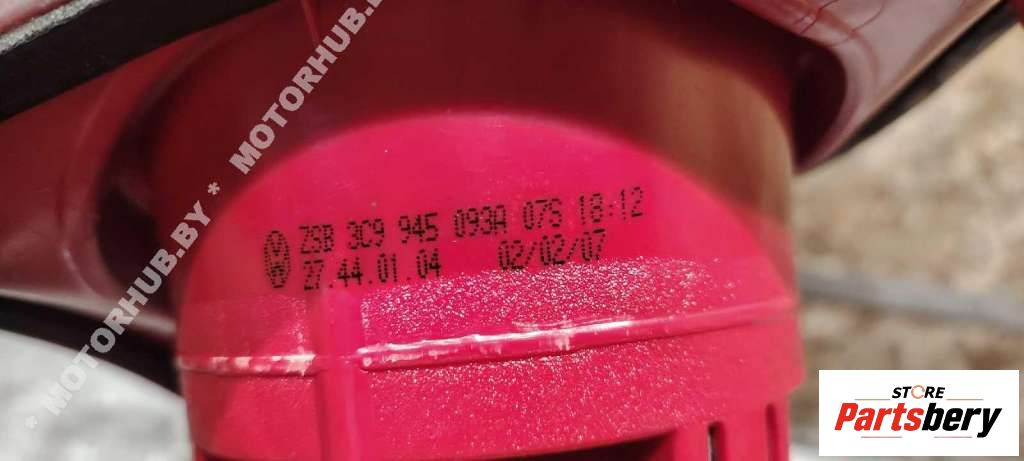 * MOTORHUB.BY * MOTORHUB.BY
ZSB 3C9 945 093A 07S 18:12
27.44.01.04 02/02/07
STORE
Partsbery